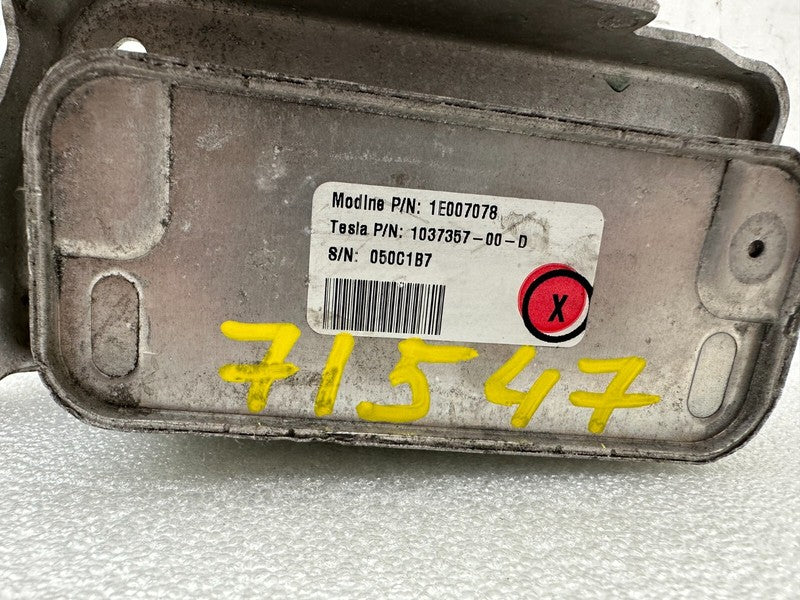 Modine P/N: 1E007078
Tesla P/N: 1037357-00-D
S/N: 050C1B7
X
71547